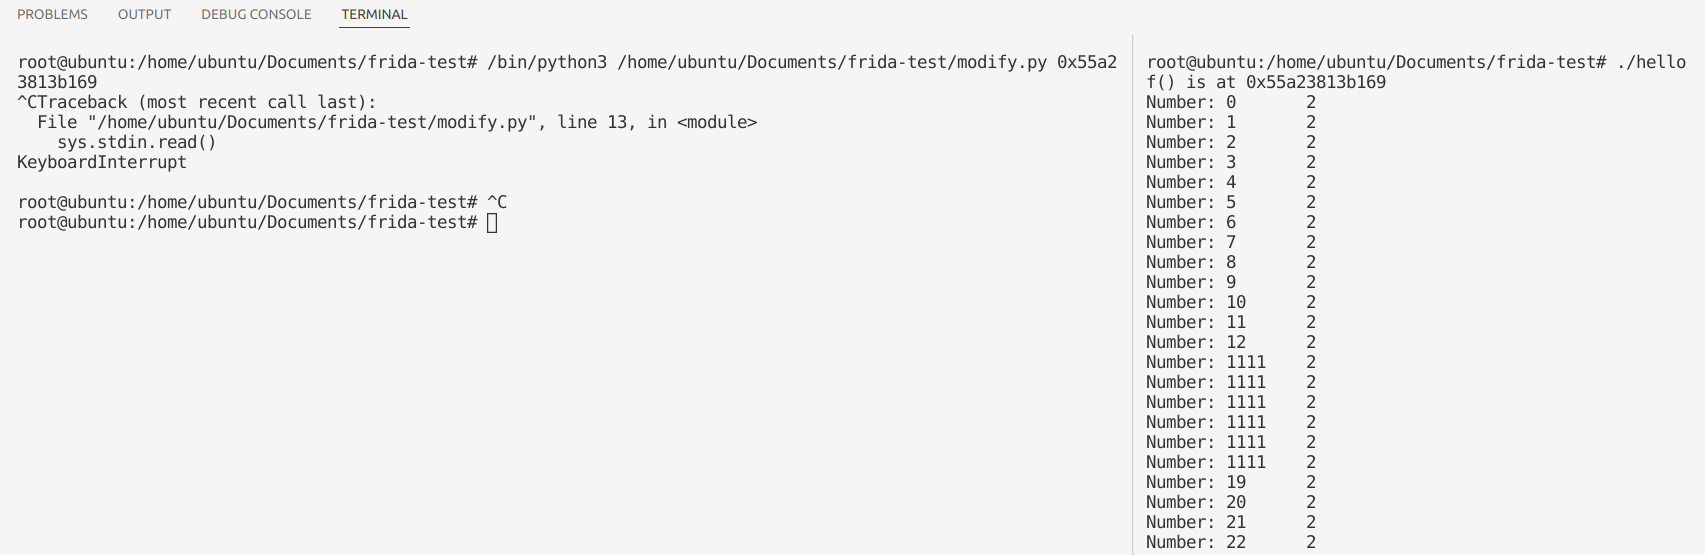 PROBLEMS OUTPUT DEBUG CONSOLE TERMINAL
root@ubuntu:/home/ubuntu/Documents/frida-test# /bin/python3 /home/ubuntu/Documents/frida-test/modify.py 0x55a2
3813b169
^CTraceback (most recent call last):
  File "/home/ubuntu/Documents/frida-test/modify.py", line 13, in <module>
    sys.stdin.read()
KeyboardInterrupt
root@ubuntu:/home/ubuntu/Documents/frida-test# ^C
root@ubuntu:/home/ubuntu/Documents/frida-test#
root@ubuntu:/home/ubuntu/Documents/frida-test# ./hello
f() is at 0x55a23813b169
Number: 0       2
Number: 1       2
Number: 2       2
Number: 3       2
Number: 4       2
Number: 5       2
Number: 6       2
Number: 7       2
Number: 8       2
Number: 9       2
Number: 10      2
Number: 11      2
Number: 12      2
Number: 1111    2
Number: 1111    2
Number: 1111    2
Number: 1111    2
Number: 1111    2
Number: 1111    2
Number: 19      2
Number: 20      2
Number: 21      2
Number: 22      2